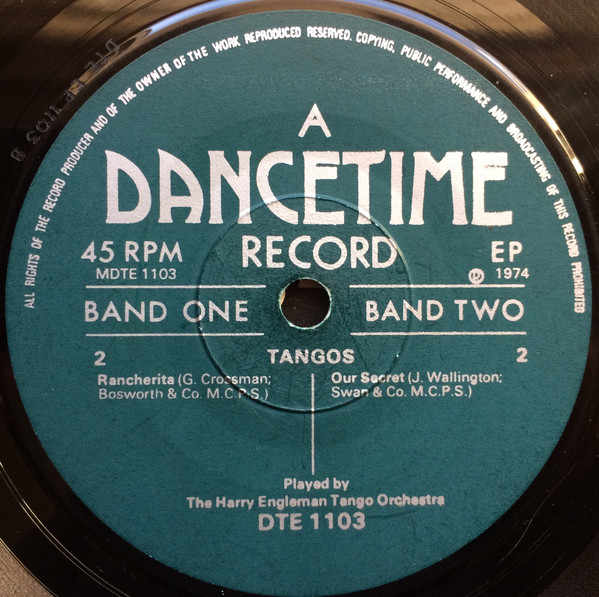 ALL RIGHTS OF THE RECORD PRODUCER AND OF THE OWNER OF THE WORK REPRODUCED RESERVED. COPYING, PUBLIC PERFORMANCE AND BROADCASTING OF THIS RECORD PROHIBITED
A
DANCETIME
45 RPM RECORD EP
MDTE 1103 ℗ 1974
BAND ONE BAND TWO
2 TANGOS 2
Rancherita (G. Crossman; Our Secret (J. Wallington;
Bosworth & Co. M.C.P.S.) Swan & Co. M.C.P.S.)
Played by
The Harry Engleman Tango Orchestra
DTE 1103